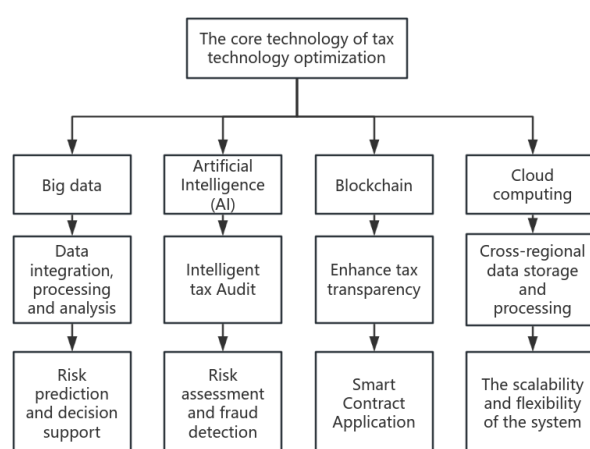 The core technology of tax
technology optimization
Big data
Artificial
Intelligence
(AI)
Blockchain
Cloud
computing
Data
integration,
processing
and analysis
Intelligent
tax Audit
Enhance tax
transparency
Cross-regional
data storage
and
processing
Risk
prediction
and decision
support
Risk
assessment
and fraud
detection
Smart
Contract
Application
The scalability
and flexibility
of the system